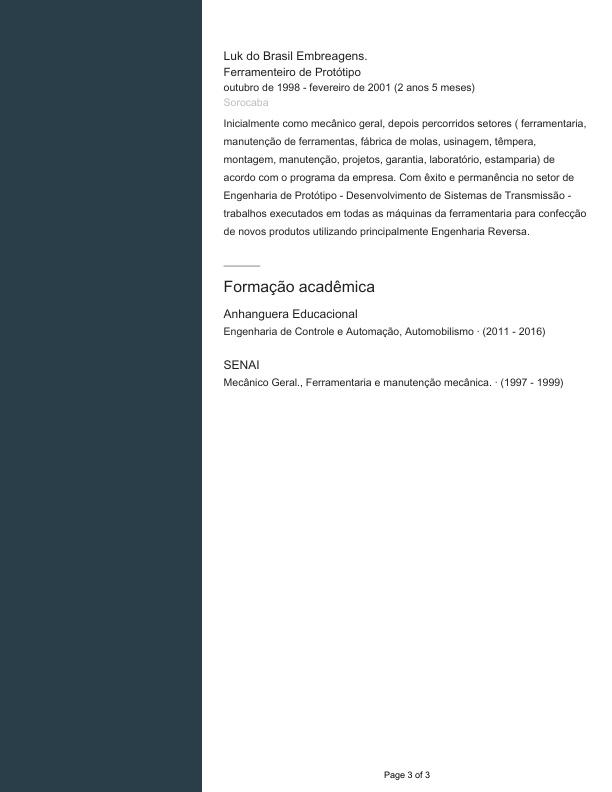 Luk do Brasil Embreagens.
Ferramenteiro de Protótipo
outubro de 1998 - fevereiro de 2001 (2 anos 5 meses)
Sorocaba
Inicialmente como mecânico geral, depois percorridos setores ( ferramentaria,
manutenção de ferramentas, fábrica de molas, usinagem, têmpera,
montagem, manutenção, projetos, garantia, laboratório, estamparia) de
acordo com o programa da empresa. Com êxito e permanência no setor de
Engenharia de Protótipo - Desenvolvimento de Sistemas de Transmissão -
trabalhos executados em todas as máquinas da ferramentaria para confecção
de novos produtos utilizando principalmente Engenharia Reversa.
Formação acadêmica
Anhanguera Educacional
Engenharia de Controle e Automação, Automobilismo · (2011 - 2016)
SENAI
Mecânico Geral., Ferramentaria e manutenção mecânica. · (1997 - 1999)
Page 3 of 3